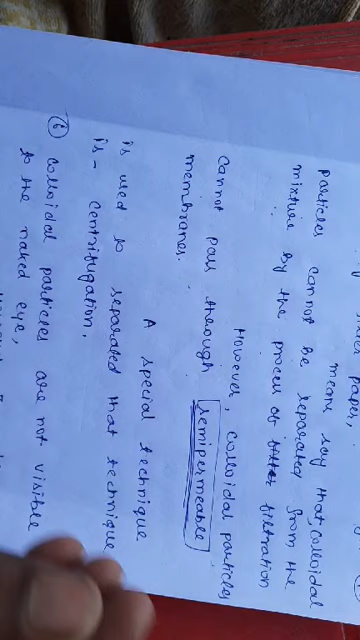 paper,
means say that colloidal
particles cannot be separated from the
mixture by the process of filtration
However, colloidal particles
cannot pass through semipermeable
membranes.
A special technique
is used to separated that technique
is - centrifugation.
⑥ colloidal particles are not visible
to the naked eye,